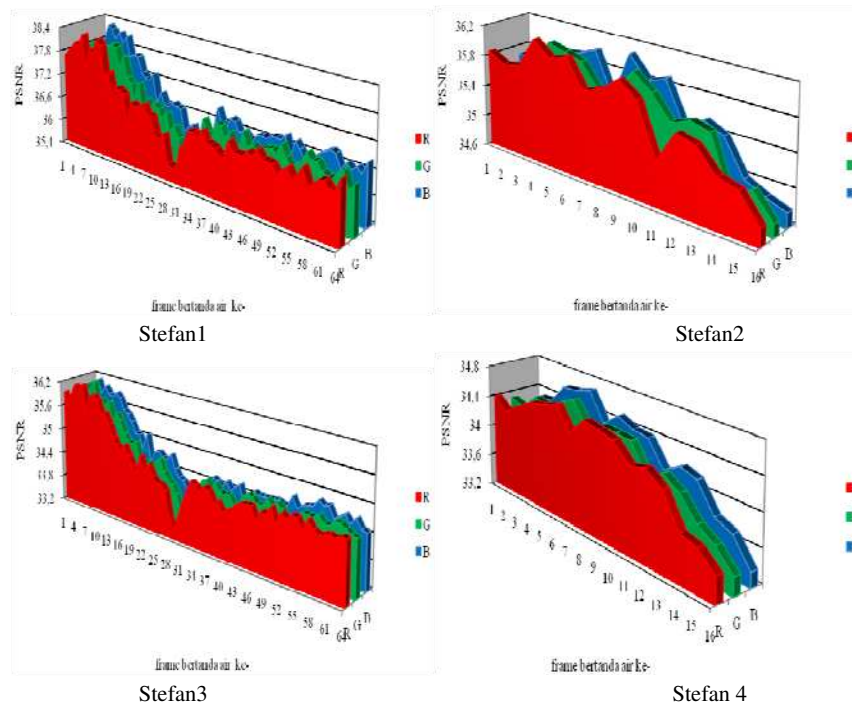 38,4
37,8
37,2
36,6
36
35,1
PSNR
1 4 7 10 13 16 19 22 25 28 31 34 37 40 43 46 49 52 55 58 61 64
R G B
R
G
B
frame bertanda air ke-
Stefan1
36,2
35,8
35,1
35
34,6
PSNR
1 2 3 4 5 6 7 8 9 10 11 12 13 14 15 16
R G B
frame bertanda air ke-
Stefan2
36,2
35,6
35
34,4
33,8
33,2
PSNR
1 4 7 10 13 16 19 22 25 28 31 34 37 40 43 46 49 52 55 58 61 64
R G B
R
G
B
frame bertanda air ke-
Stefan3
34,8
34,1
34
33,6
33,2
PSNR
1 2 3 4 5 6 7 8 9 10 11 12 13 14 15 16
R G B
frame bertanda air ke-
Stefan 4